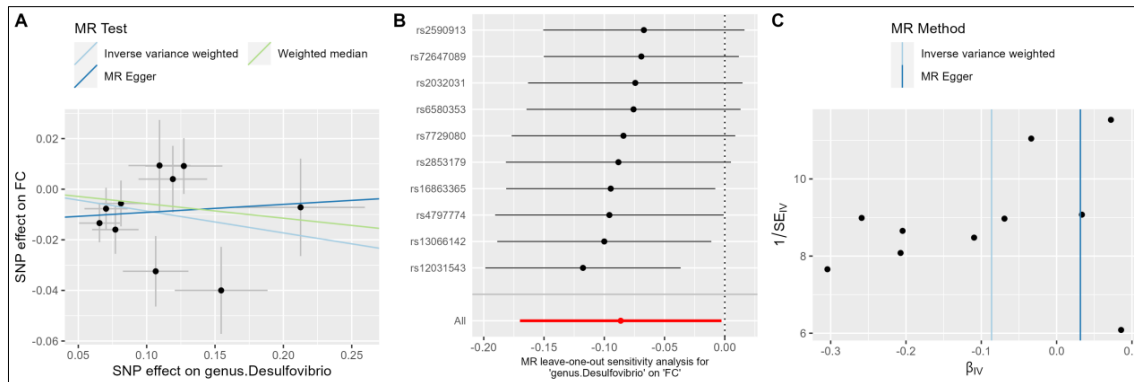 A
MR Test
Inverse variance weighted
Weighted median
MR Egger
SNP effect on FC
0.02
0.00
-0.02
-0.04
-0.06
0.05
0.10
0.15
0.20
0.25
SNP effect on genus.Desulfovibrio
B
rs2590913
rs72647089
rs2032031
rs6580353
rs7729080
rs2853179
rs16863365
rs4797774
rs13066142
rs12031543
All
-0.20
-0.15
-0.10
-0.05
0.00
MR leave-one-out sensitivity analysis for
'genus.Desulfovibrio' on 'FC'
C
MR Method
Inverse variance weighted
MR Egger
1/SE_IV
10
8
6
-0.3
-0.2
-0.1
0.0
0.1
β_IV